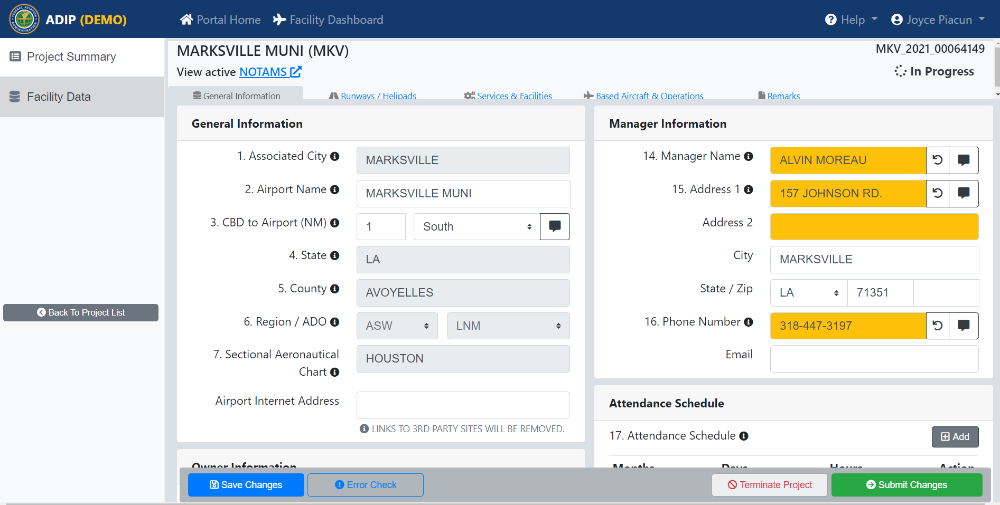 ADIP (DEMO)
Portal Home
Facility Dashboard
Help
Joyce Piacun
Project Summary
Facility Data
Back To Project List
MARKSVILLE MUNI (MKV)
MKV_2021_00064149
View active NOTAMS
In Progress
General Information
Runways / Helipads
Services & Facilities
Based Aircraft & Operations
Remarks
General Information
1. Associated City
MARKSVILLE
2. Airport Name
MARKSVILLE MUNI
3. CBD to Airport (NM)
1
South
4. State
LA
5. County
AVOYELLES
6. Region / ADO
ASW
LNM
7. Sectional Aeronautical
Chart
HOUSTON
Airport Internet Address
LINKS TO 3RD PARTY SITES WILL BE REMOVED.
Owner Information
Manager Information
14. Manager Name
ALVIN MOREAU
15. Address 1
157 JOHNSON RD.
Address 2
City
MARKSVILLE
State / Zip
LA
71351
16. Phone Number
318-447-3197
Email
Attendance Schedule
17. Attendance Schedule
Add
Months
Days
Hours
Action
Save Changes
Error Check
Terminate Project
Submit Changes